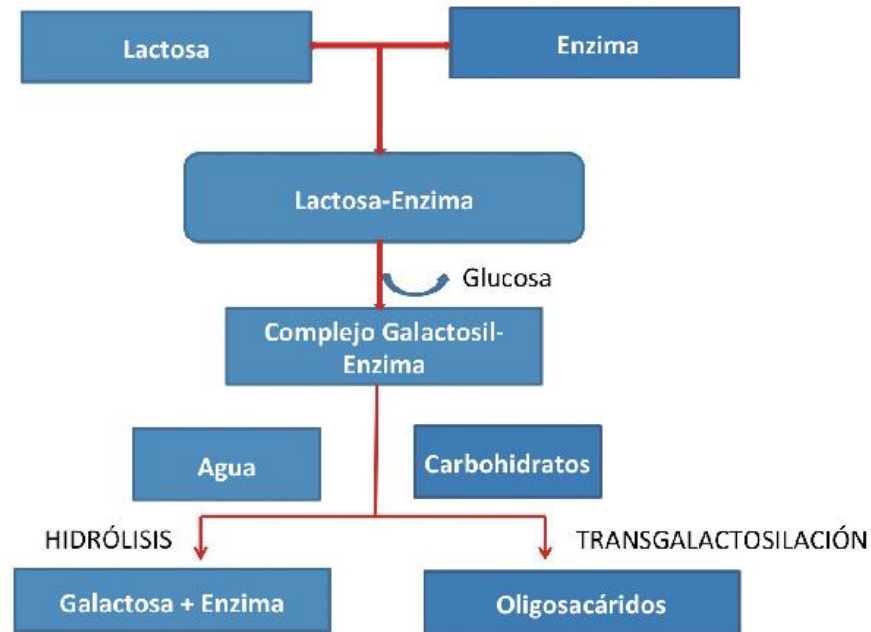 Lactosa
Enzima
Lactosa-Enzima
Glucosa
Complejo Galactosil-
Enzima
Agua
Carbohidratos
HIDRÓLISIS
TRANSGALACTOSILACIÓN
Galactosa + Enzima
Oligosacáridos